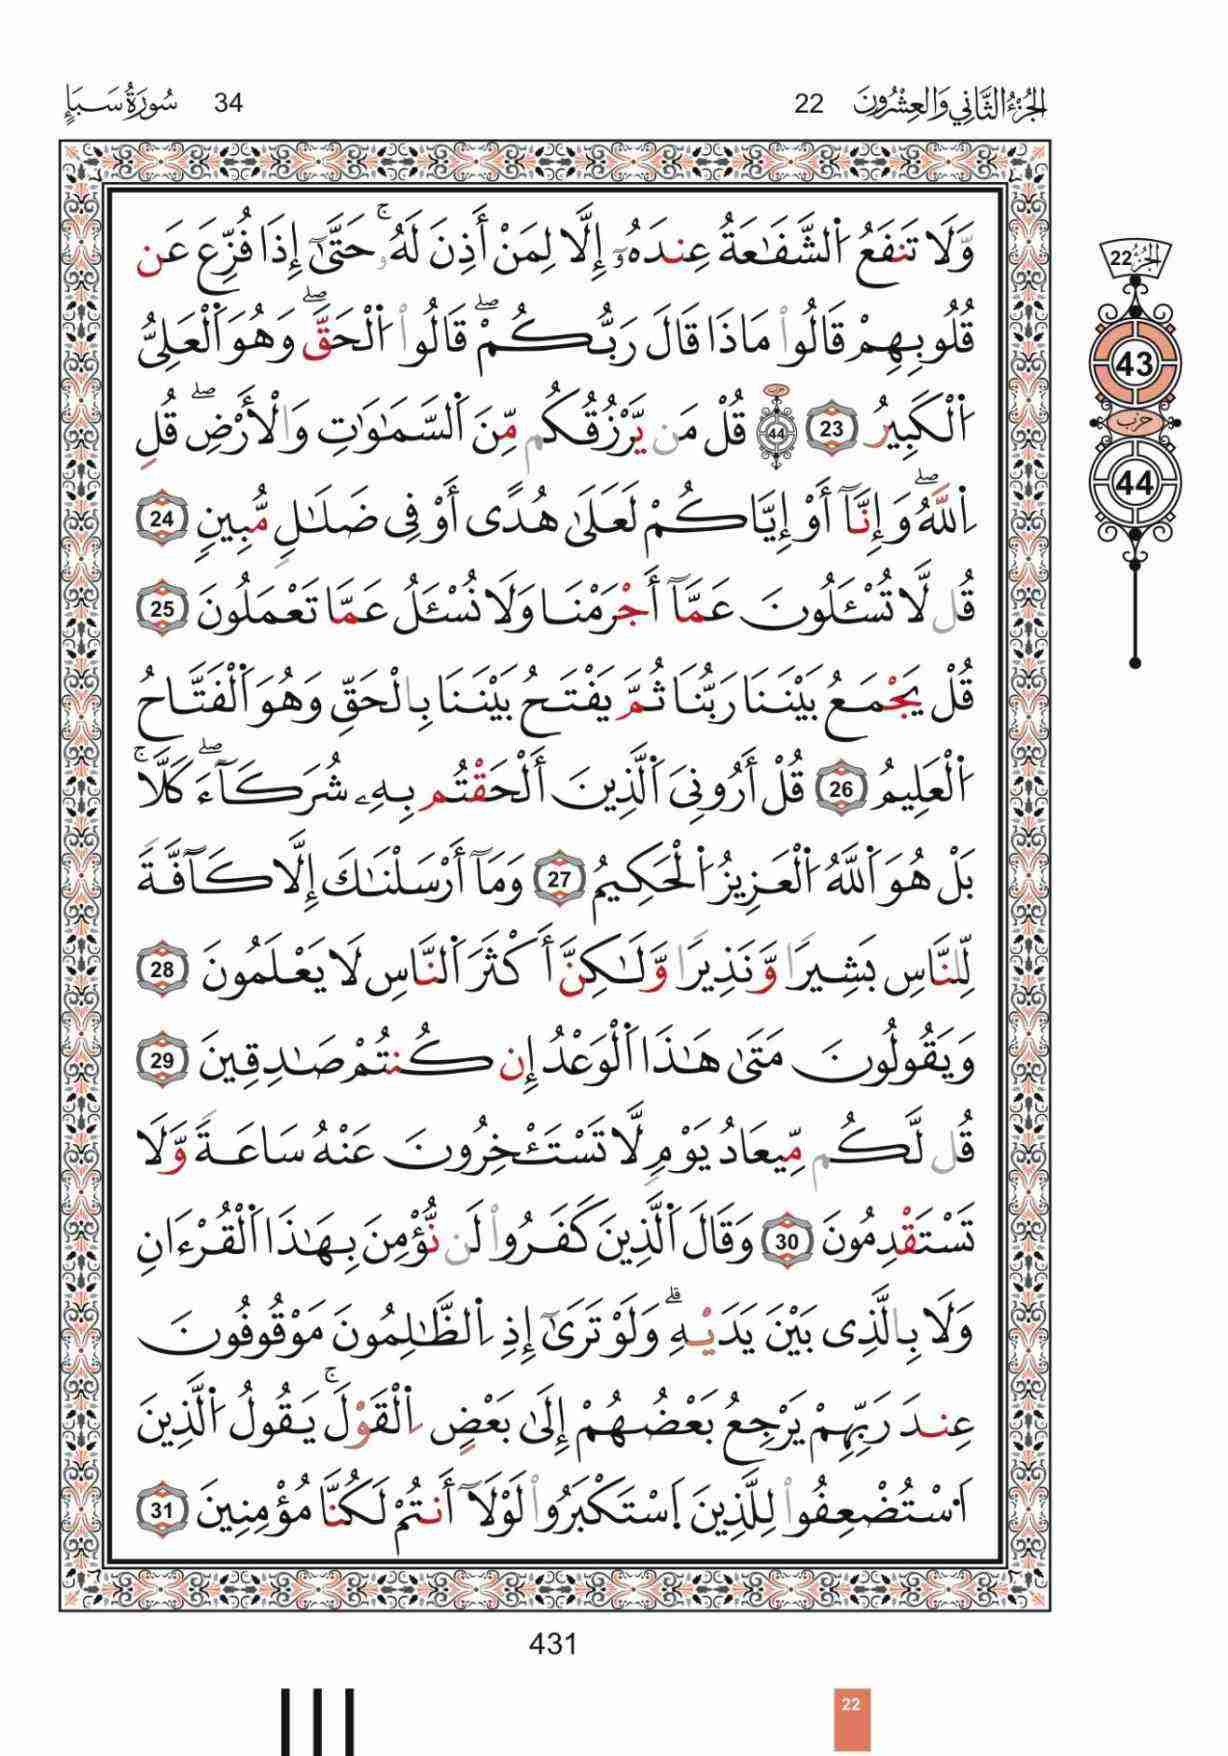 الجُزْءُ الثَّانِي وَالعِشْرُونَ 22
34 سُورَةُ سَبَإٍ
وَلَا تَنفَعُ ٱلشَّفَٰعَةُ عِندَهُۥٓ إِلَّا لِمَنْ أَذِنَ لَهُۥ ۚ حَتَّىٰٓ إِذَا فُزِّعَ عَن
قُلُوبِهِمْ قَالُوا۟ مَاذَا قَالَ رَبُّكُمْ ۖ قَالُوا۟ ٱلْحَقَّ ۖ وَهُوَ ٱلْعَلِىُّ
ٱلْكَبِيرُ 23 حزب 44 قُلْ مَن يَرْزُقُكُم مِّنَ ٱلسَّمَٰوَٰتِ وَٱلْأَرْضِ ۖ قُلِ
ٱللَّهُ ۖ وَإِنَّآ أَوْ إِيَّاكُمْ لَعَلَىٰ هُدًى أَوْ فِى ضَلَٰلٍ مُّبِينٍ 24
قُل لَّا تُسْـَٔلُونَ عَمَّآ أَجْرَمْنَا وَلَا نُسْـَٔلُ عَمَّا تَعْمَلُونَ 25
قُلْ يَجْمَعُ بَيْنَنَا رَبُّنَا ثُمَّ يَفْتَحُ بَيْنَنَا بِٱلْحَقِّ وَهُوَ ٱلْفَتَّاحُ
ٱلْعَلِيمُ 26 قُلْ أَرُونِىَ ٱلَّذِينَ أَلْحَقْتُم بِهِۦ شُرَكَآءَ ۖ كَلَّا ۚ
بَلْ هُوَ ٱللَّهُ ٱلْعَزِيزُ ٱلْحَكِيمُ 27 وَمَآ أَرْسَلْنَٰكَ إِلَّا كَآفَّةً
لِّلنَّاسِ بَشِيرًا وَنَذِيرًا وَلَٰكِنَّ أَكْثَرَ ٱلنَّاسِ لَا يَعْلَمُونَ 28
وَيَقُولُونَ مَتَىٰ هَٰذَا ٱلْوَعْدُ إِن كُنتُمْ صَٰدِقِينَ 29
قُل لَّكُم مِّيعَادُ يَوْمٍ لَّا تَسْتَـْٔخِرُونَ عَنْهُ سَاعَةً وَلَا
تَسْتَقْدِمُونَ 30 وَقَالَ ٱلَّذِينَ كَفَرُوا۟ لَن نُّؤْمِنَ بِهَٰذَا ٱلْقُرْءَانِ
وَلَا بِٱلَّذِى بَيْنَ يَدَيْهِ ۗ وَلَوْ تَرَىٰٓ إِذِ ٱلظَّٰلِمُونَ مَوْقُوفُونَ
عِندَ رَبِّهِمْ يَرْجِعُ بَعْضُهُمْ إِلَىٰ بَعْضٍ ٱلْقَوْلَ ۚ يَقُولُ ٱلَّذِينَ
ٱسْتُضْعِفُوا۟ لِلَّذِينَ ٱسْتَكْبَرُوا۟ لَوْلَآ أَنتُمْ لَكُنَّا مُؤْمِنِينَ 31
الجُزْءُ 22
43
حزب
44
431
22